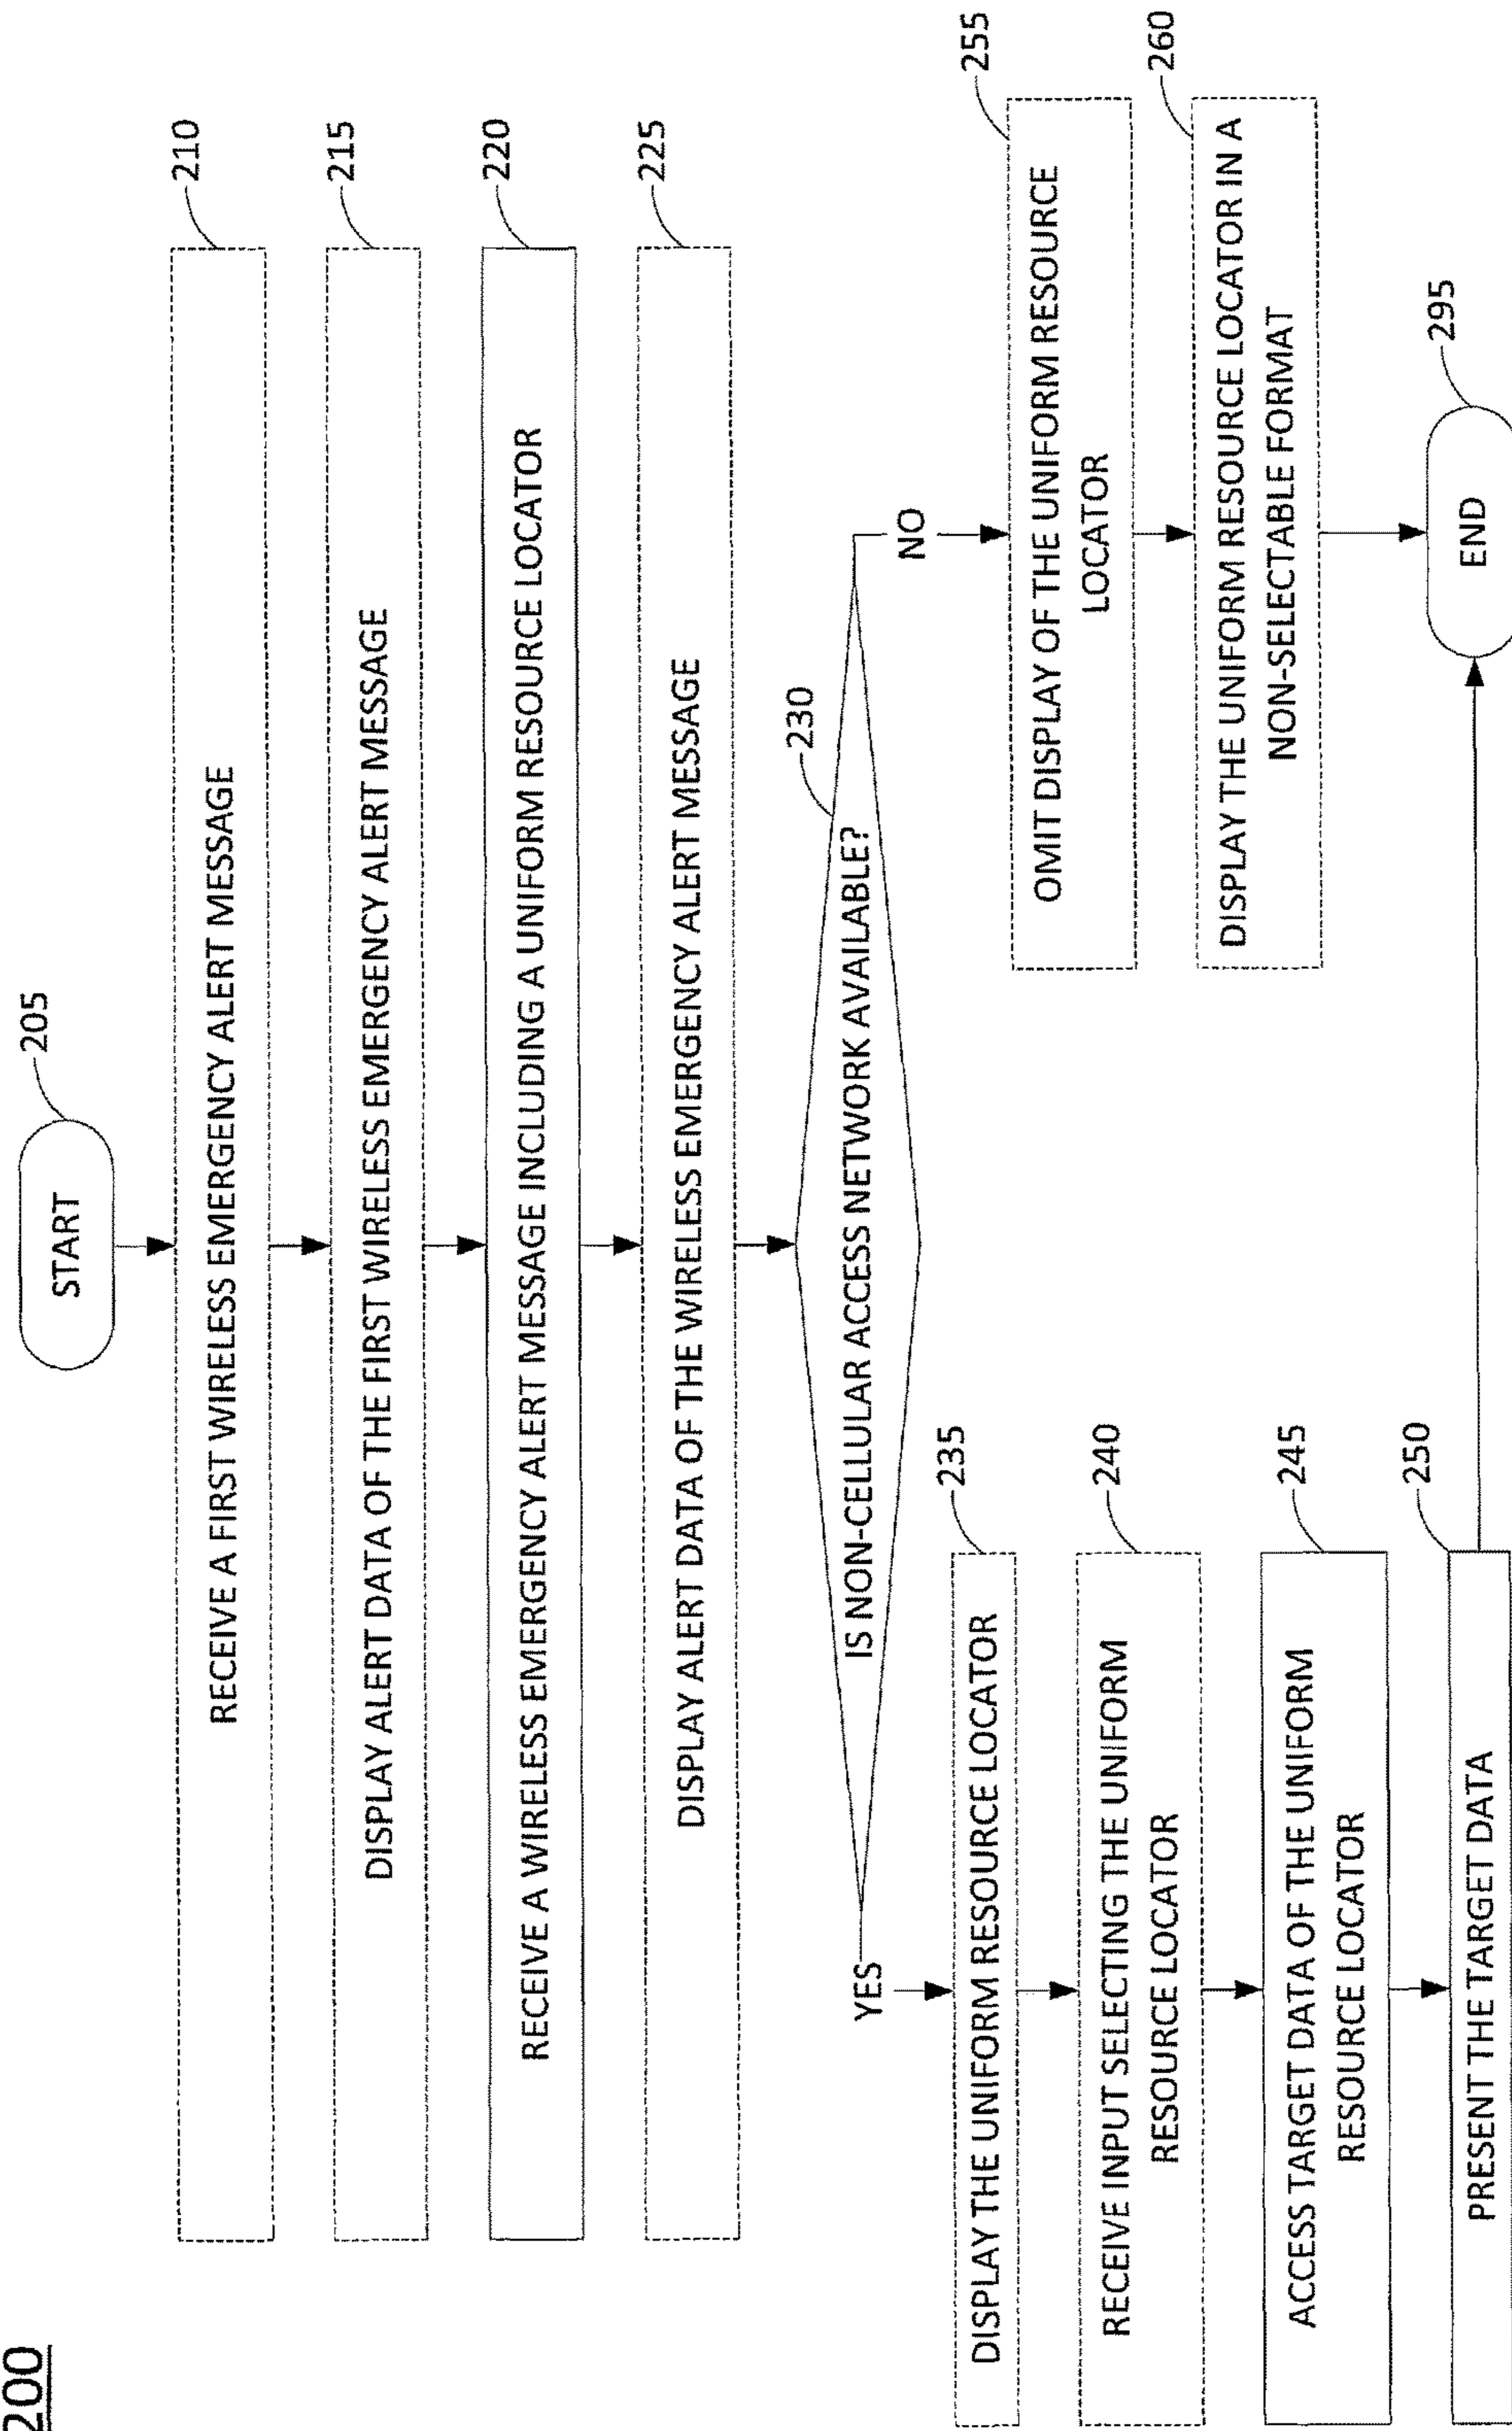 200
START
205
RECEIVE A FIRST WIRELESS EMERGENCY ALERT MESSAGE
210
DISPLAY ALERT DATA OF THE FIRST WIRELESS EMERGENCY ALERT MESSAGE
215
RECEIVE A WIRELESS EMERGENCY ALERT MESSAGE INCLUDING A UNIFORM RESOURCE LOCATOR
220
DISPLAY ALERT DATA OF THE WIRELESS EMERGENCY ALERT MESSAGE
225
IS NON-CELLULAR ACCESS NETWORK AVAILABLE?
230
YES
DISPLAY THE UNIFORM RESOURCE LOCATOR
235
RECEIVE INPUT SELECTING THE UNIFORM
RESOURCE LOCATOR
240
ACCESS TARGET DATA OF THE UNIFORM
RESOURCE LOCATOR
245
PRESENT THE TARGET DATA
250
NO
OMIT DISPLAY OF THE UNIFORM RESOURCE
LOCATOR
255
DISPLAY THE UNIFORM RESOURCE LOCATOR IN A
NON-SELECTABLE FORMAT
260
END
295